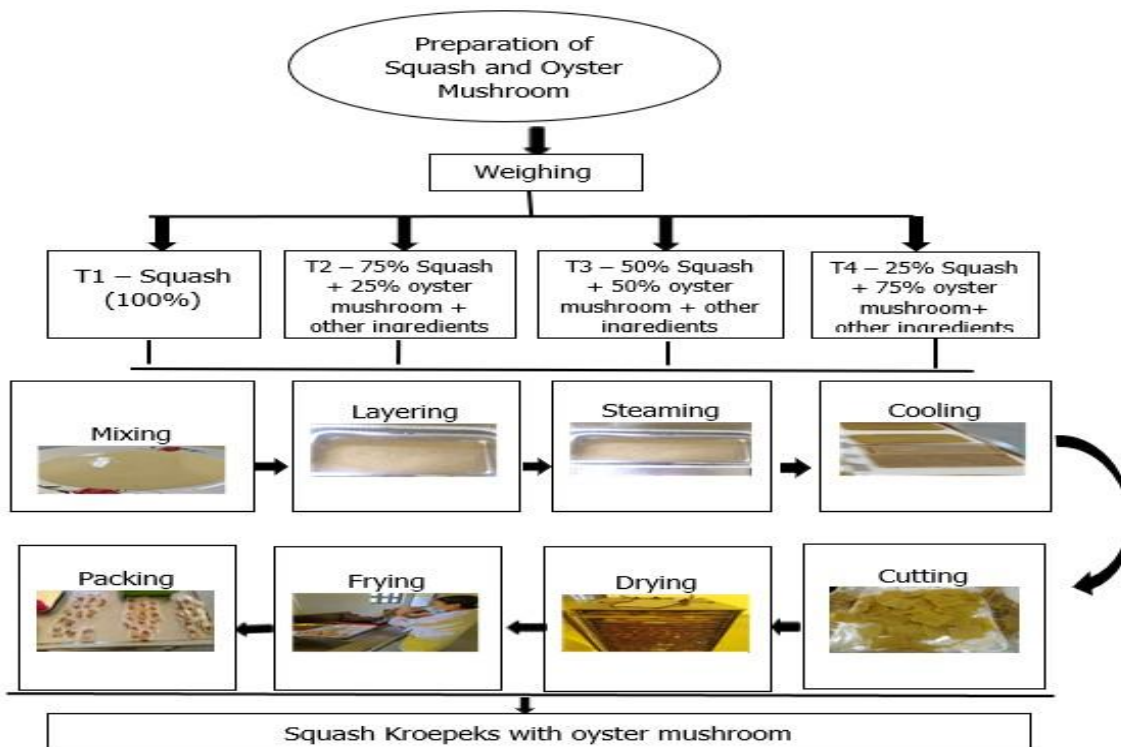 Preparation of
Squash and Oyster
Mushroom
Weighing
T1 – Squash
(100%)
T2 – 75% Squash
+ 25% oyster
mushroom +
other ingredients
T3 – 50% Squash
+ 50% oyster
mushroom + other
ingredients
T4 – 25% Squash
+ 75% oyster
mushroom+
other ingredients
Mixing
Layering
Steaming
Cooling
Packing
Frying
Drying
Cutting
Squash Kroepeks with oyster mushroom